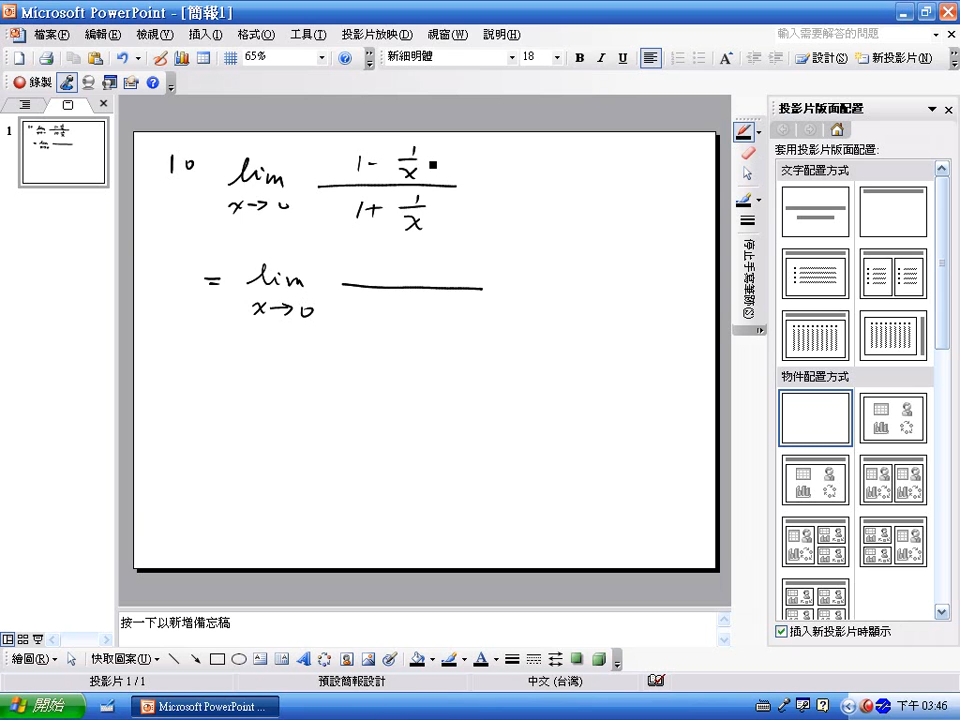 Microsoft PowerPoint - [簡報1]
檔案(F) 編輯(E) 檢視(V) 插入(I) 格式(O) 工具(T) 投影片放映(D) 視窗(W) 說明(H) 輸入需要解答的問題
65% 新細明體 18 B I U A 設計(S) 新投影片(N)
錄製
1
10 lim 1- 1/x
x→0 1+ 1/x
= lim
x→0
停止手寫筆跡(S)
投影片版面配置
套用投影片版面配置:
文字配置方式
物件配置方式
插入新投影片時顯示
按一下以新增備忘稿
繪圖(R) 快取圖案(U) A
投影片 1 / 1 預設簡報設計 中文 (台灣)
開始 Microsoft PowerPoint ... 下午 03:46